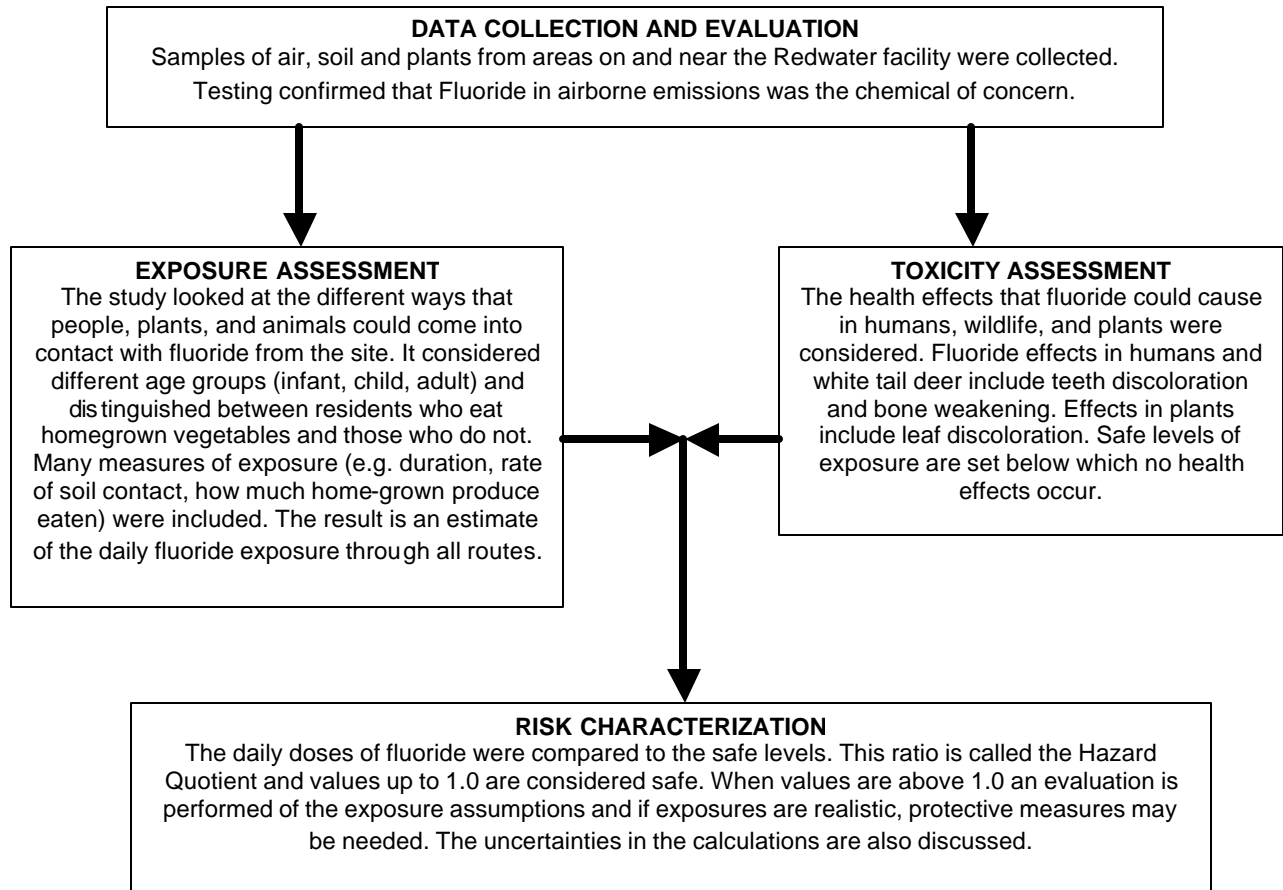 DATA COLLECTION AND EVALUATION
Samples of air, soil and plants from areas on and near the Redwater facility were collected.
Testing confirmed that Fluoride in airborne emissions was the chemical of concern.
EXPOSURE ASSESSMENT
The study looked at the different ways that
people, plants, and animals could come into
contact with fluoride from the site. It considered
different age groups (infant, child, adult) and
distinguished between residents who eat
homegrown vegetables and those who do not.
Many measures of exposure (e.g. duration, rate
of soil contact, how much home-grown produce
eaten) were included. The result is an estimate
of the daily fluoride exposure through all routes.
TOXICITY ASSESSMENT
The health effects that fluoride could cause
in humans, wildlife, and plants were
considered. Fluoride effects in humans and
white tail deer include teeth discoloration
and bone weakening. Effects in plants
include leaf discoloration. Safe levels of
exposure are set below which no health
effects occur.
RISK CHARACTERIZATION
The daily doses of fluoride were compared to the safe levels. This ratio is called the Hazard
Quotient and values up to 1.0 are considered safe. When values are above 1.0 an evaluation is
performed of the exposure assumptions and if exposures are realistic, protective measures may
be needed. The uncertainties in the calculations are also discussed.